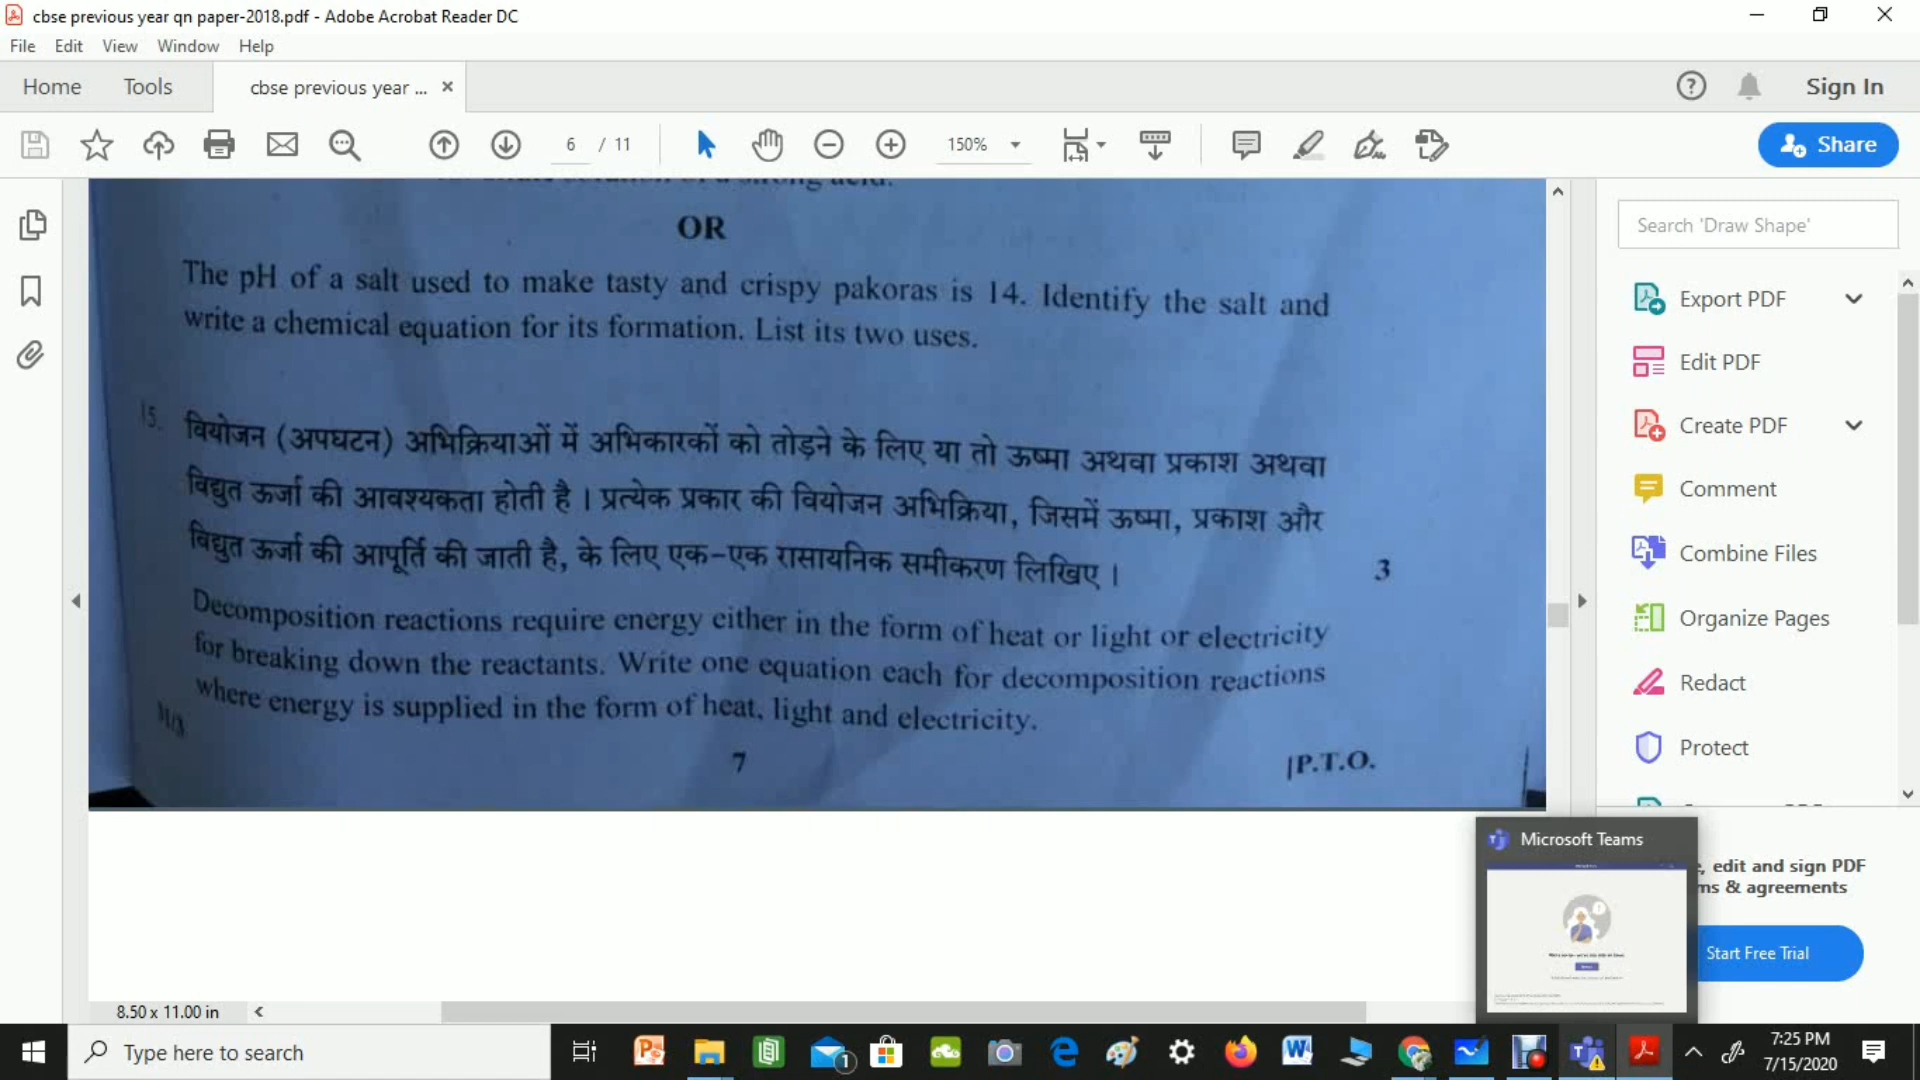 cbse previous year qn paper-2018.pdf - Adobe Acrobat Reader DC
File Edit View Window Help
Home Tools cbse previous year ... × Sign In
6 / 11 150% Share
OR
The pH of a salt used to make tasty and crispy pakoras is 14. Identify the salt and
write a chemical equation for its formation. List its two uses.
15. वियोजन (अपघटन) अभिक्रियाओं में अभिकारकों को तोड़ने के लिए या तो ऊष्मा अथवा प्रकाश अथवा
विद्युत ऊर्जा की आवश्यकता होती है । प्रत्येक प्रकार की वियोजन अभिक्रिया, जिसमें ऊष्मा, प्रकाश और
विद्युत ऊर्जा की आपूर्ति की जाती है, के लिए एक-एक रासायनिक समीकरण लिखिए । 3
Decomposition reactions require energy either in the form of heat or light or electricity
for breaking down the reactants. Write one equation each for decomposition reactions
where energy is supplied in the form of heat, light and electricity.
7 |P.T.O.
8.50 x 11.00 in
Search 'Draw Shape'
Export PDF
Edit PDF
Create PDF
Comment
Combine Files
Organize Pages
Redact
Protect
Microsoft Teams
edit and sign PDF
& agreements
Start Free Trial
Type here to search
1
7:25 PM
7/15/2020